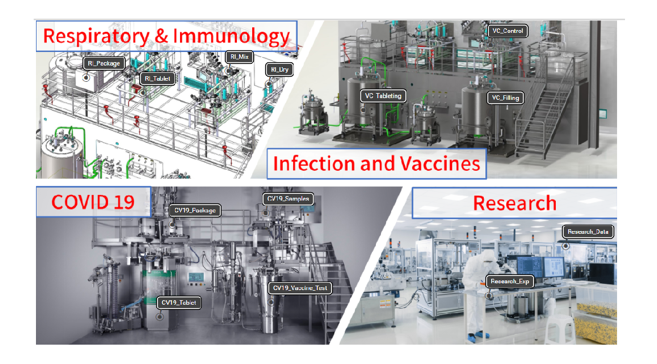 Respiratory & Immunology
RI_Package
RI_Tablet
RI_Mix
RI_Dry
VC_Control
VC_Tableting
VC_Filling
Infection and Vaccines
COVID 19
CV19_Package
CV19_Samples
CV19_Tablet
CV19_Vaccine_Test
Research
Research_Data
Research_Exp